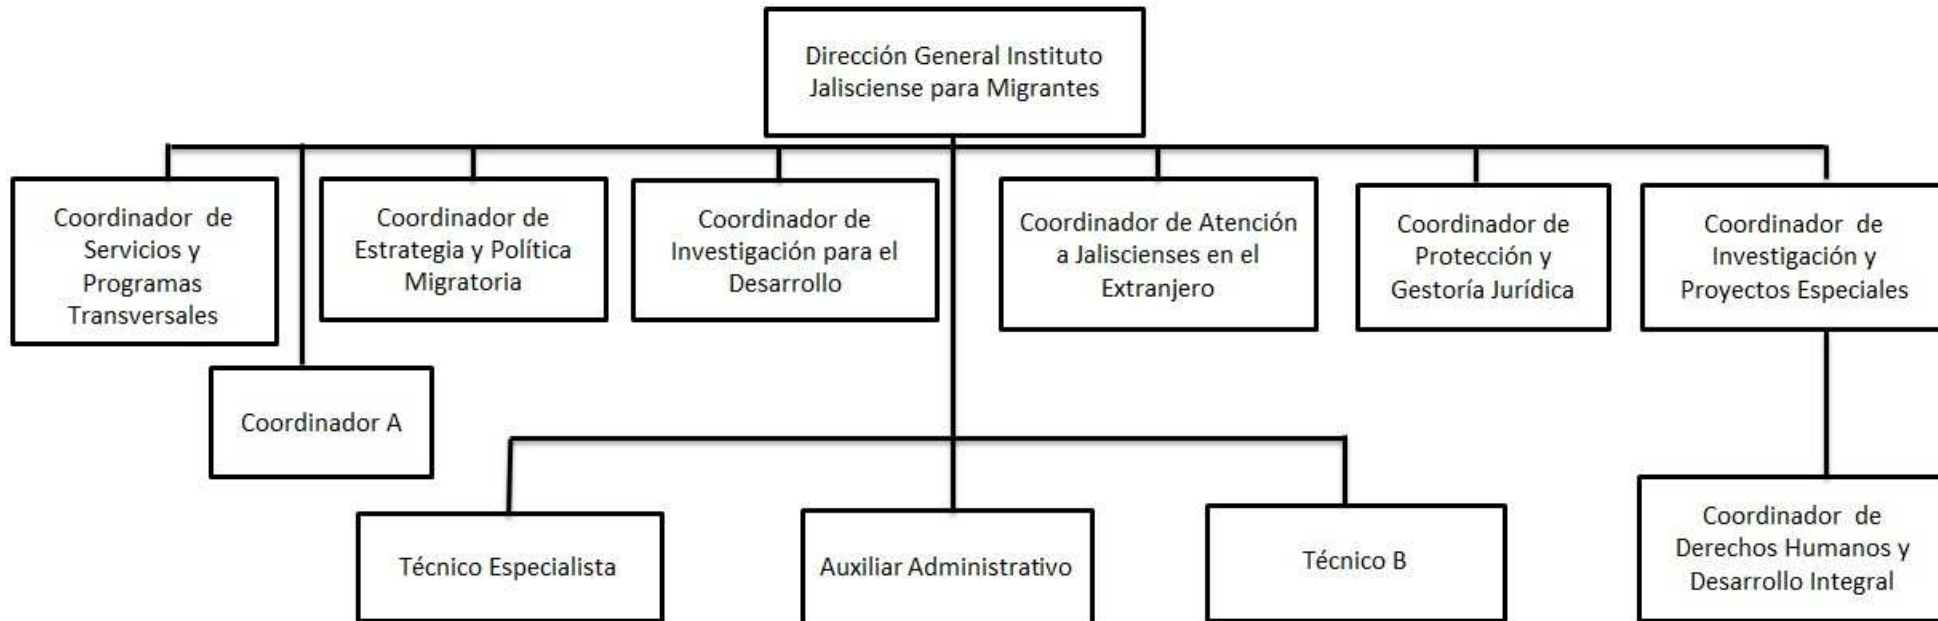 Dirección General Instituto
Jalisciense para Migrantes
Coordinador de
Servicios y
Programas
Transversales
Coordinador de
Estrategia y Política
Migratoria
Coordinador de
Investigación para el
Desarrollo
Coordinador de Atención
a Jaliscienses en el
Extranjero
Coordinador de
Protección y
Gestoría Jurídica
Coordinador de
Investigación y
Proyectos Especiales
Coordinador A
Técnico Especialista
Auxiliar Administrativo
Técnico B
Coordinador de
Derechos Humanos y
Desarrollo Integral